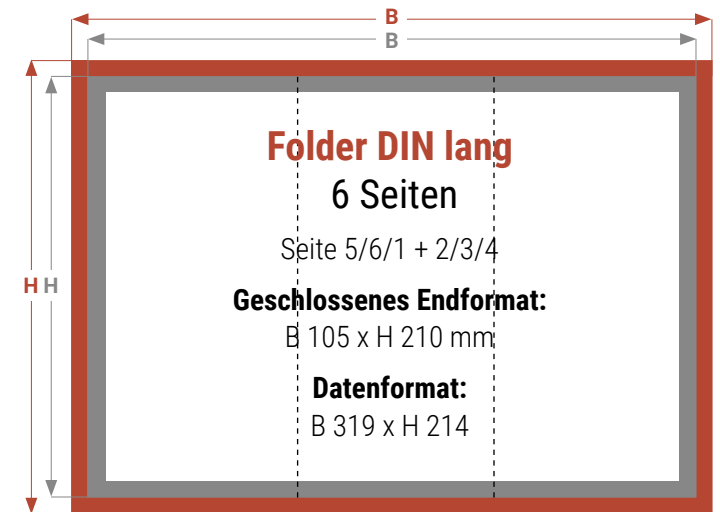 B
B
H H
Folder DIN lang
6 Seiten
Seite 5/6/1 + 2/3/4
Geschlossenes Endformat:
B 105 x H 210 mm
Datenformat:
B 319 x H 214